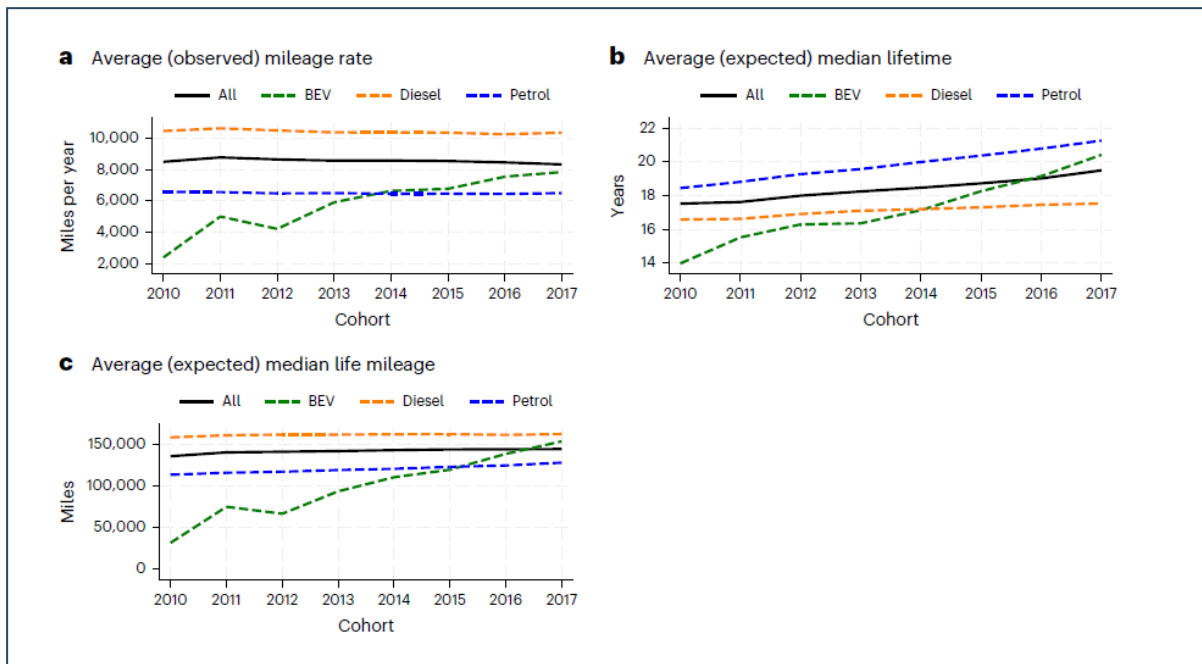 a Average (observed) mileage rate
All BEV Diesel Petrol
10,000
8,000
6,000
4,000
2,000
Miles per year
2010 2011 2012 2013 2014 2015 2016 2017
Cohort
b Average (expected) median lifetime
All BEV Diesel Petrol
22
20
18
16
14
Years
2010 2011 2012 2013 2014 2015 2016 2017
Cohort
c Average (expected) median life mileage
All BEV Diesel Petrol
150,000
100,000
50,000
0
Miles
2010 2011 2012 2013 2014 2015 2016 2017
Cohort